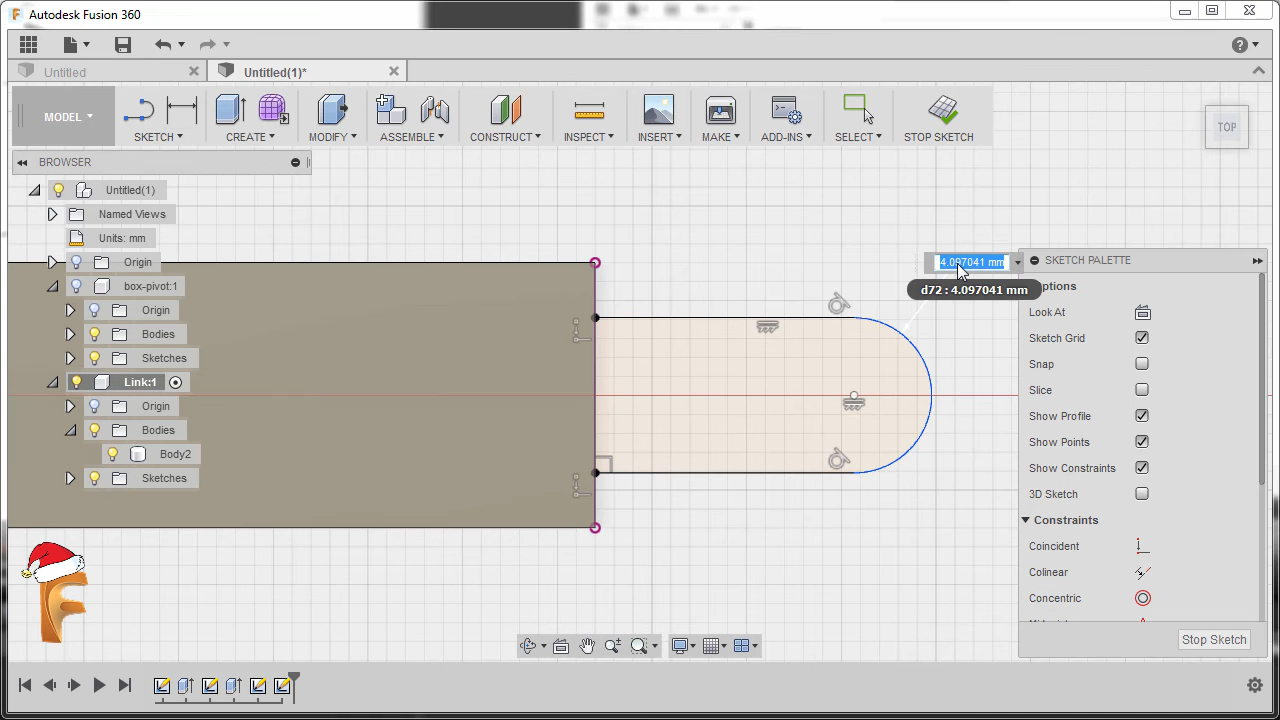 Autodesk Fusion 360
Untitled
Untitled(1)*
MODEL
SKETCH
CREATE
MODIFY
ASSEMBLE
CONSTRUCT
INSPECT
INSERT
MAKE
ADD-INS
SELECT
STOP SKETCH
TOP
BROWSER
Untitled(1)
Named Views
Units: mm
Origin
box-pivot:1
Origin
Bodies
Sketches
Link:1
Origin
Bodies
Body2
Sketches
4.097041 mm
d72 : 4.097041 mm
SKETCH PALETTE
Options
Look At
Sketch Grid
Snap
Slice
Show Profile
Show Points
Show Constraints
3D Sketch
Constraints
Coincident
Colinear
Concentric
Stop Sketch